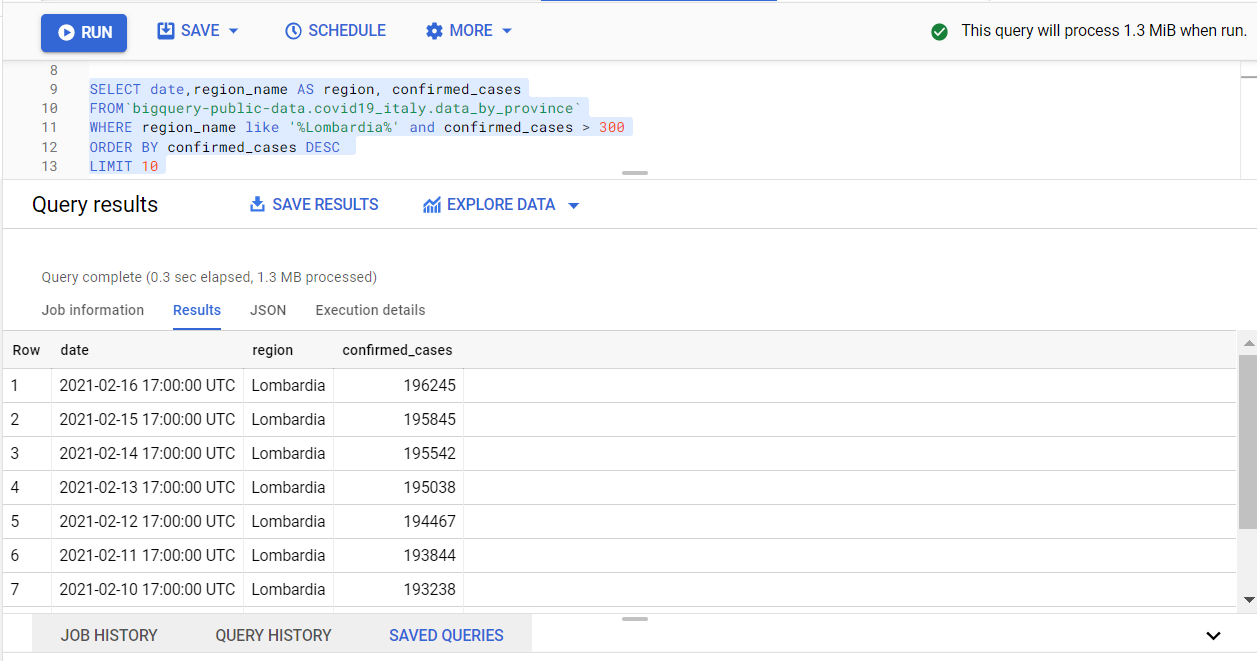 RUN SAVE SCHEDULE MORE This query will process 1.3 MiB when run.
8
9 SELECT date,region_name AS region, confirmed_cases
10 FROM`bigquery-public-data.covid19_italy.data_by_province`
11 WHERE region_name like '%Lombardia%' and confirmed_cases > 300
12 ORDER BY confirmed_cases DESC
13 LIMIT 10
Query results SAVE RESULTS EXPLORE DATA
Query complete (0.3 sec elapsed, 1.3 MB processed)
Job information Results JSON Execution details
Row date region confirmed_cases
1 2021-02-16 17:00:00 UTC Lombardia 196245
2 2021-02-15 17:00:00 UTC Lombardia 195845
3 2021-02-14 17:00:00 UTC Lombardia 195542
4 2021-02-13 17:00:00 UTC Lombardia 195038
5 2021-02-12 17:00:00 UTC Lombardia 194467
6 2021-02-11 17:00:00 UTC Lombardia 193844
7 2021-02-10 17:00:00 UTC Lombardia 193238
JOB HISTORY QUERY HISTORY SAVED QUERIES